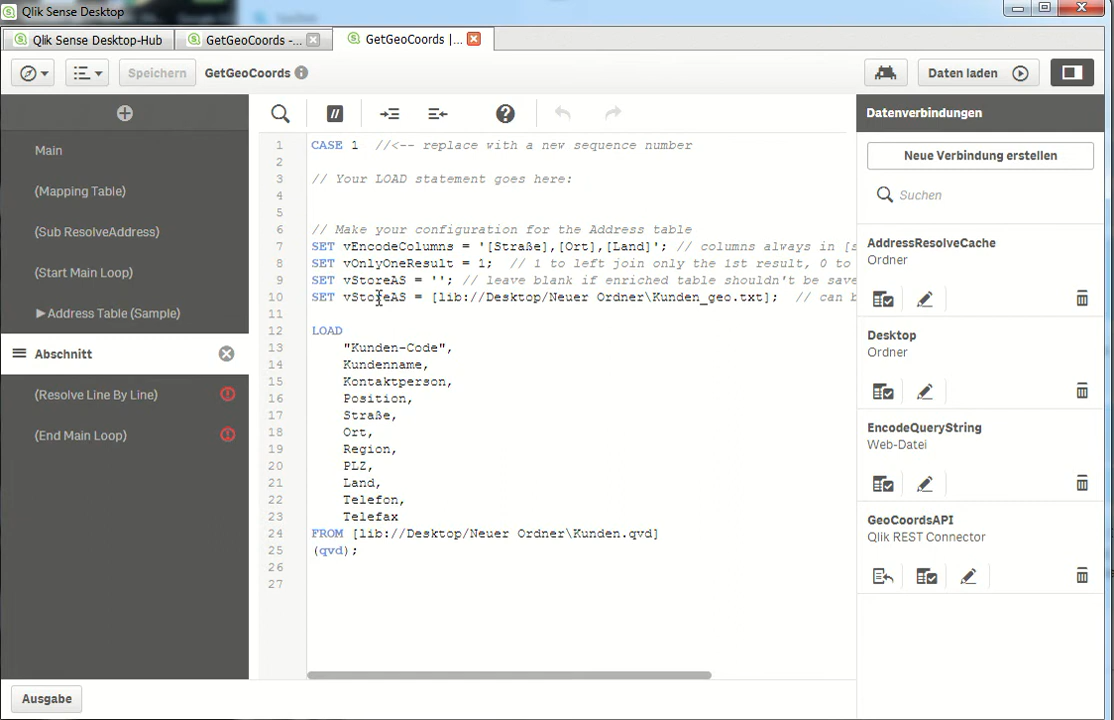 Qlik Sense Desktop
Qlik Sense Desktop-Hub
GetGeoCoords -...
GetGeoCoords |...
Speichern
GetGeoCoords
Daten laden
Main
(Mapping Table)
(Sub ResolveAddress)
(Start Main Loop)
▶Address Table (Sample)
Abschnitt
(Resolve Line By Line)
(End Main Loop)
Ausgabe
1 CASE 1 //<-- replace with a new sequence number
2
3 // Your LOAD statement goes here:
4
5
6 // Make your configuration for the Address table
7 SET vEncodeColumns = '[Straße],[Ort],[Land]'; // columns always in [s
8 SET vOnlyOneResult = 1; // 1 to left join only the 1st result, 0 to
9 SET vStoreAS = ''; // leave blank if enriched table shouldn't be save
10 SET vStoreAS = [lib://Desktop/Neuer Ordner\Kunden_geo.txt]; // can b
11
12 LOAD
13 "Kunden-Code",
14 Kundenname,
15 Kontaktperson,
16 Position,
17 Straße,
18 Ort,
19 Region,
20 PLZ,
21 Land,
22 Telefon,
23 Telefax
24 FROM [lib://Desktop/Neuer Ordner\Kunden.qvd]
25 (qvd);
26
27
Datenverbindungen
Neue Verbindung erstellen
Suchen
AddressResolveCache
Ordner
Desktop
Ordner
EncodeQueryString
Web-Datei
GeoCoordsAPI
Qlik REST Connector